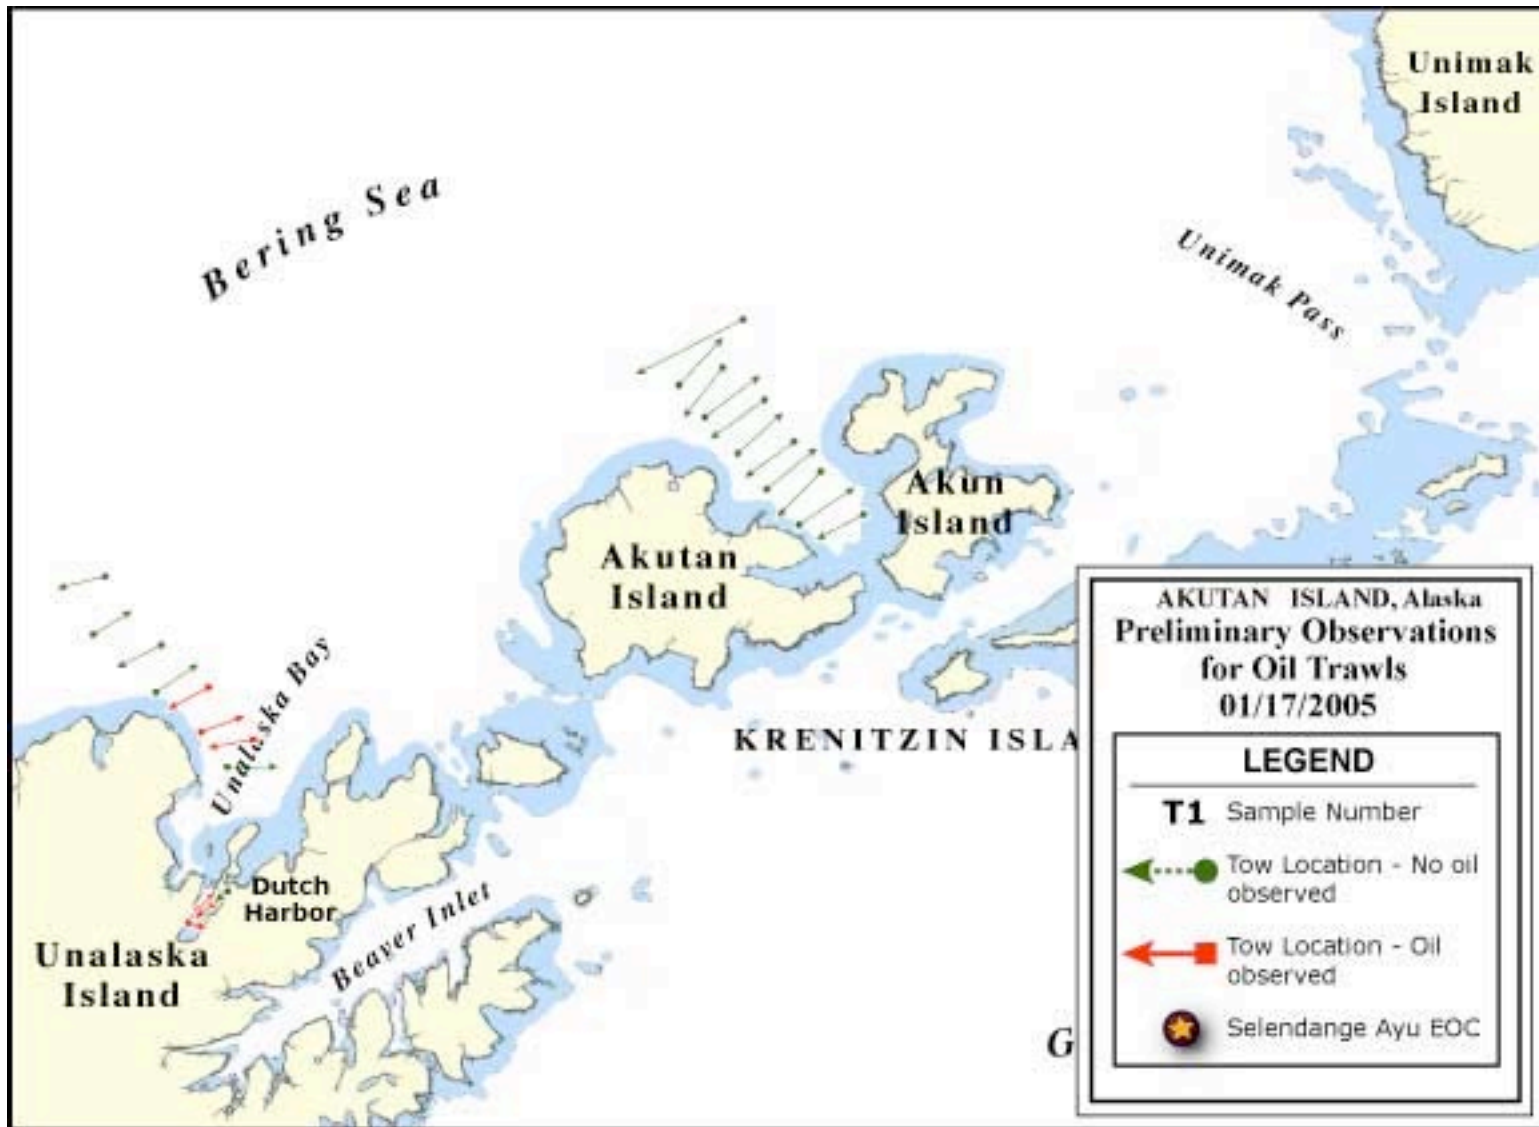 Unimak
Island
Bering Sea
Unimak Pass
Akun
Island
Akutan
Island
Unalaska Bay
KRENITZIN ISLA
Dutch
Harbor
Beaver Inlet
Unalaska
Island
G
AKUTAN ISLAND, Alaska
Preliminary Observations
for Oil Trawls
01/17/2005
LEGEND
T1 Sample Number
Tow Location - No oil
observed
Tow Location - Oil
observed
Selendange Ayu EOC